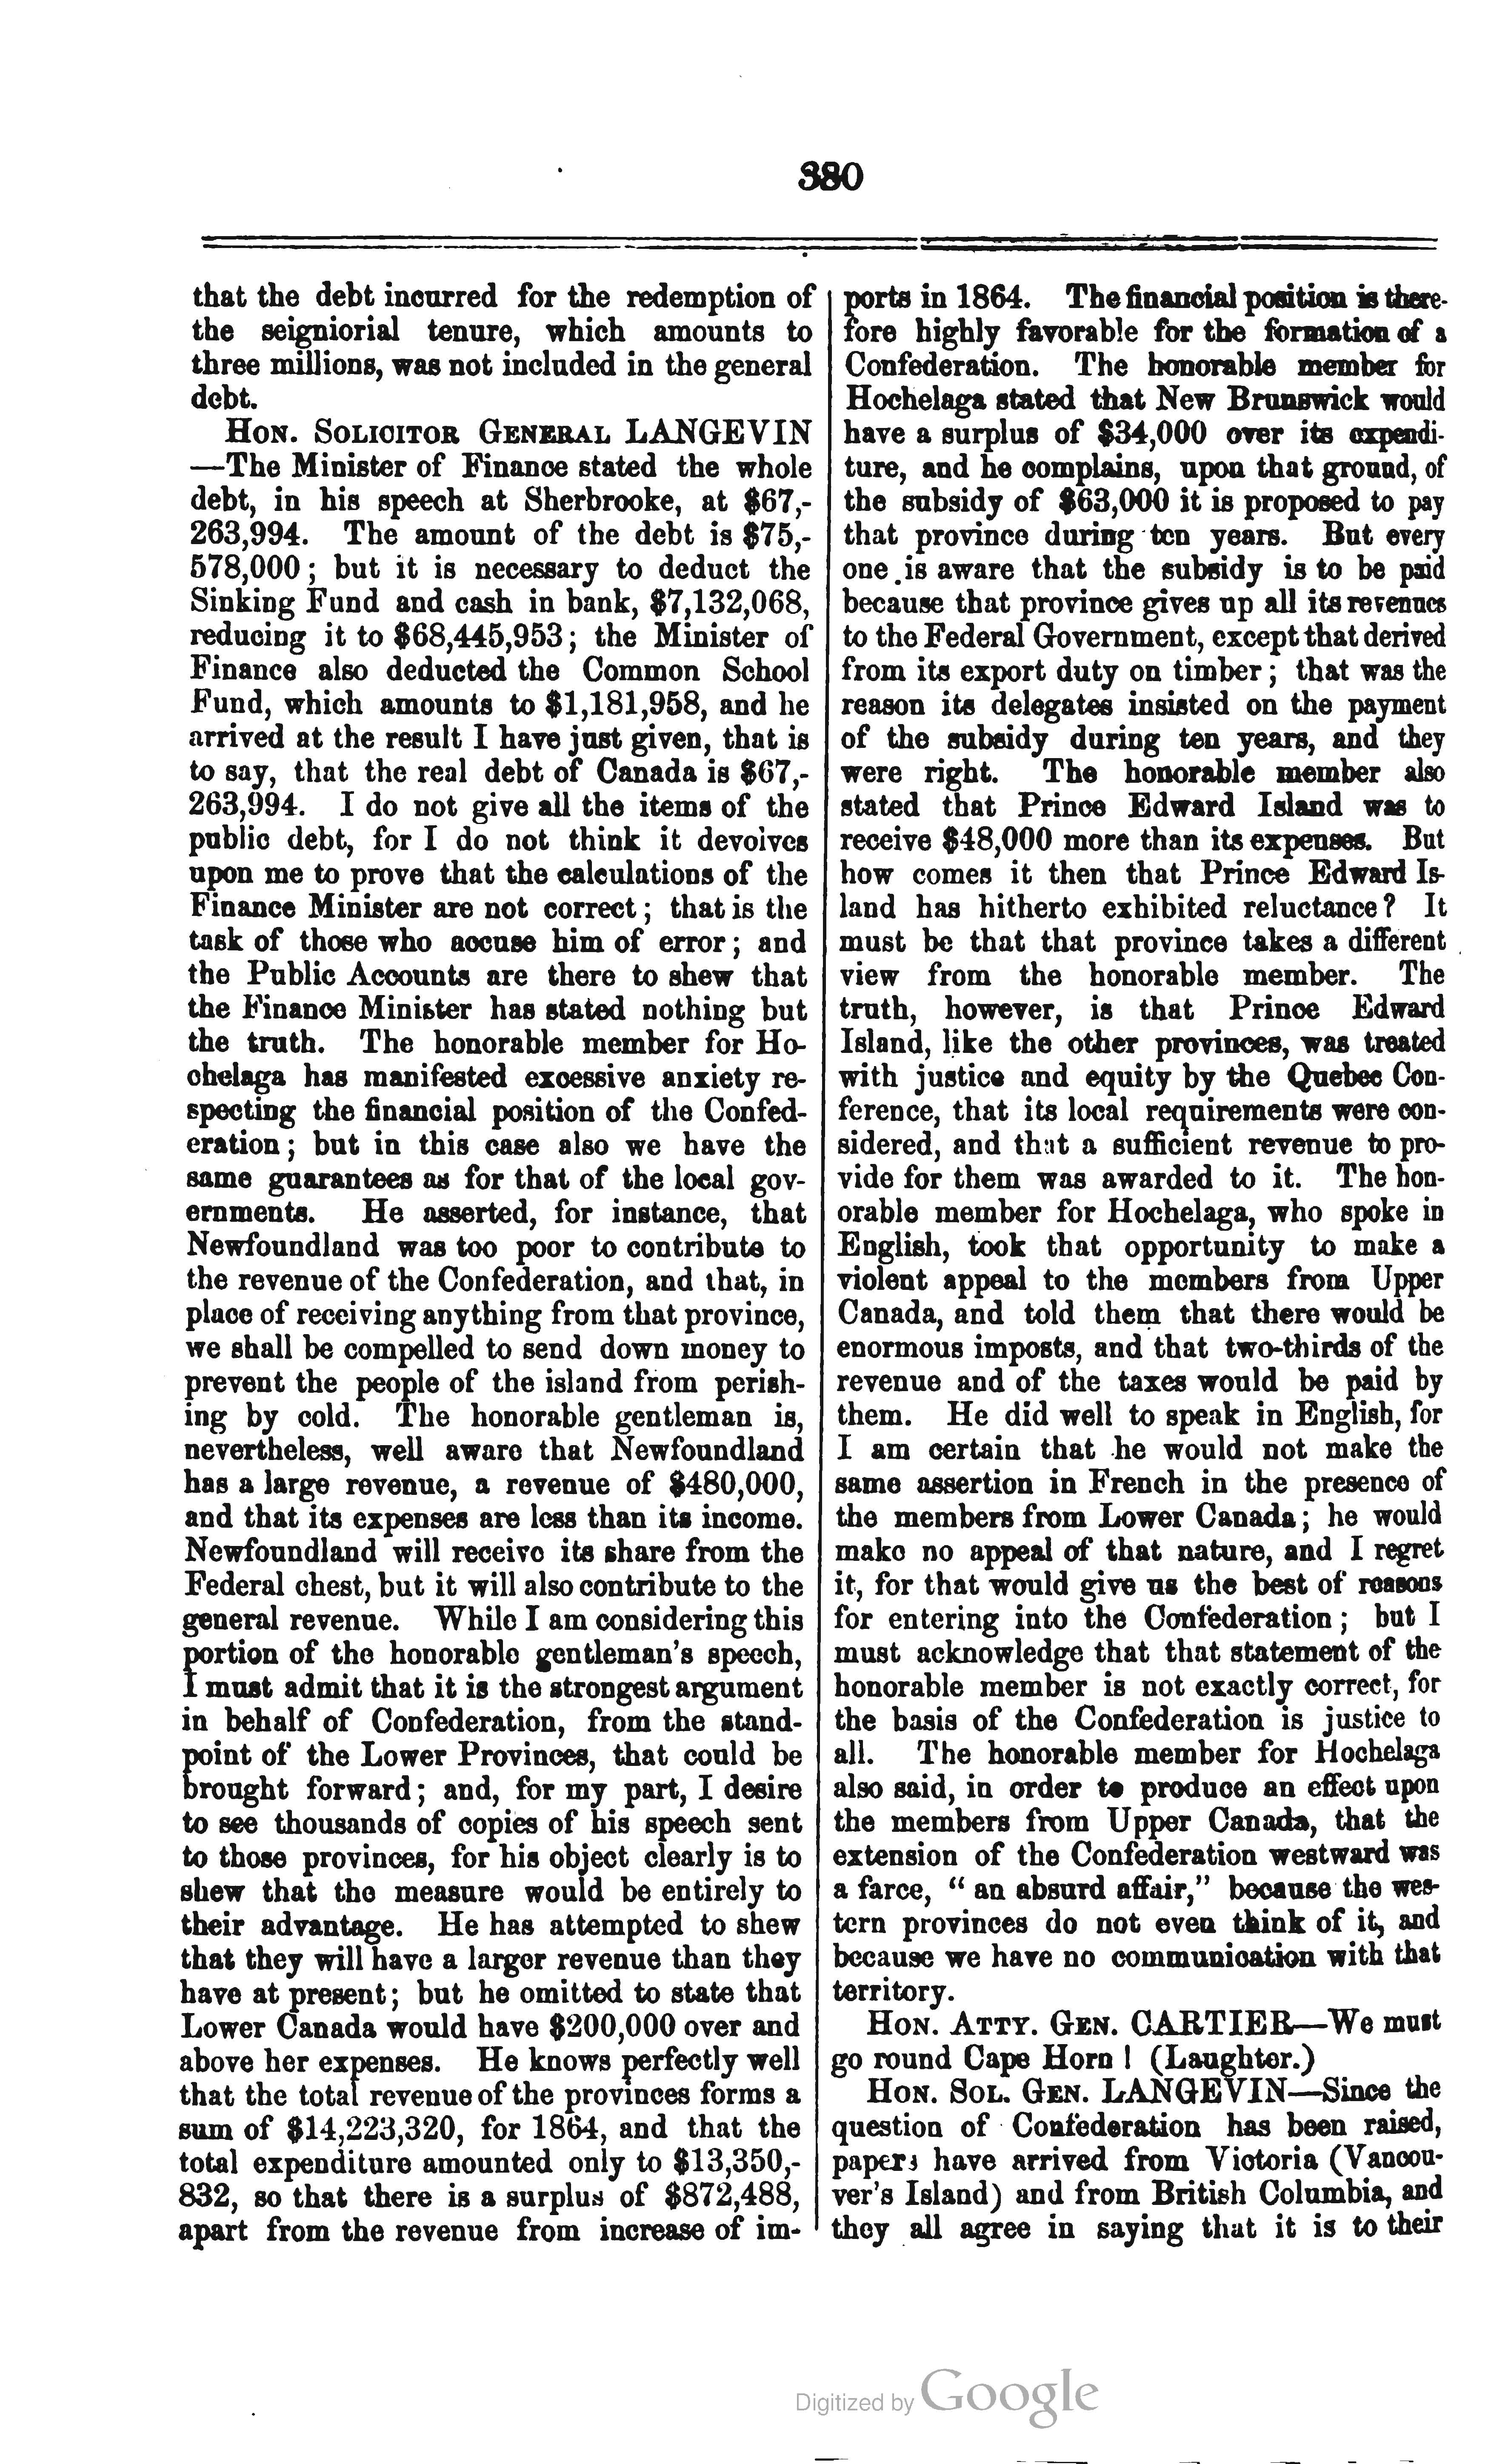 380
that the debt incurred for the redemption of
the seigniorial tenure, which amounts to
three millions, was not included in the general
debt.
HON. SOLICITOR GENERAL LANGEVIN
—The Minister of Finance stated the whole
debt, in his speech at Sherbrooke, at $67,-
263,994. The amount of the debt is $75,-
578,000; but it is necessary to deduct the
Sinking Fund and cash in bank, $7,132,068,
reducing it to $68,445,953; the Minister of
Finance also deducted the Common School
Fund, which amounts to $1,181,958, and he
arrived at the result I have just given, that is
to say, that the real debt of Canada is $67,-
263,994. I do not give all the items of the
public debt, for I do not think it devolves
upon me to prove that the calculations of the
Finance Minister are not correct; that is the
task of those who accuse him of error; and
the Public Accounts are there to shew that
the Finance Minister has stated nothing but
the truth. The honorable member for Ho-
chelaga has manifested excessive anxiety re-
specting the financial position of the Confed-
eration; but in this case also we have the
same guarantees as for that of the local gov-
ernments. He asserted, for instance, that
Newfoundland was too poor to contribute to
the revenue of the Confederation, and that, in
place of receiving anything from that province,
we shall be compelled to send down money to
prevent the people of the island from perish-
ing by cold. The honorable gentleman is,
nevertheless, well aware that Newfoundland
has a large revenue, a revenue of $480,000,
and that its expenses are less than its income.
Newfoundland will receive its share from the
Federal chest, but it will also contribute to the
general revenue. While I am considering this
portion of the honorable gentleman's speech,
I must admit that it is the strongest argument
in behalf of Confederation, from the stand-
point of the Lower Provinces, that could be
brought forward; and, for my part, I desire
to see thousands of copies of his speech sent
to those provinces, for his object clearly is to
shew that the measure would be entirely to
their advantage. He has attempted to shew
that they will have a larger revenue than they
have at present; but he omitted to state that
Lower Canada would have $200,000 over and
above her expenses. He knows perfectly well
that the total revenue of the provinces forms a
sum of $14,223,320, for 1864, and that the
total expenditure amounted only to $13,350,-
832, so that there is a surplus of $872,488,
apart from the revenue from increase of im-
ports in 1864. The financial position is there-
fore highly favorable for the formation of a
Confederation. The honorable member for
Hochelaga stated that New Brunswick would
have a surplus of $34,000 over its expendi-
ture, and he complains, upon that ground, of
the subsidy of $63,000 it is proposed to pay
that province during ten years. But every
one is aware that the subsidy is to be paid
because that province gives up all its revenues
to the Federal Government, except that derived
from its export duty on timber; that was the
reason its delegates insisted on the payment
of the subsidy during ten years, and they
were right. The honorable member also
stated that Prince Edward Island was to
receive $48,000 more than its expenses. But
how comes it then that Prince Edward Is-
land has hitherto exhibited reluctance? It
must be that that province takes a different
view from the honorable member. The
truth, however, is that Prince Edward
Island, like the other provinces, was treated
with justice and equity by the Quebec Con-
ference, that its local requirements were con-
sidered, and that a sufficient revenue to pro-
vide for them was awarded to it. The hon-
orable member for Hochelaga, who spoke in
English, took that opportunity to make a
violent appeal to the members from Upper
Canada, and told them that there would be
enormous imposts, and that two-thirds of the
revenue and of the taxes would be paid by
them. He did well to speak in English, for
I am certain that he would not make the
same assertion in French in the presence of
the members from Lower Canada; he would
make no appeal of that nature, and I regret
it, for that would give us the best of reasons
for entering into the Confederation; but I
must acknowledge that that statement of the
honorable member is not exactly correct, for
the basis of the Confederation is justice to
all. The honorable member for Hochelaga
also said, in order to produce an effect upon
the members from Upper Canada, that the
extension of the Confederation westward was
a farce, "an absurd affair," because the wes-
tern provinces do not even think of it, and
because we have no communication with that
territory.
HON. ATTY. GEN. CARTIER—We must
go round Cape Horn! (Laughter.)
HON. SOL. GEN. LANGEVIN—Since the
question of Confederation has been raised,
papers have arrived from Victoria (Vancou-
ver's Island) and from British Columbia, and
they all agree in saying that it is to their
Digitized by Google